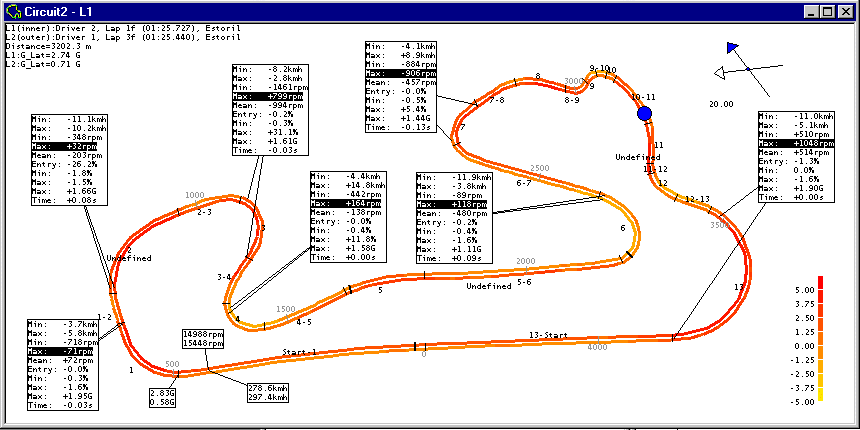 Circuit2 - L1
L1(inner):Driver 2, Lap 1f (01:25.727), Estoril
L2(outer):Driver 1, Lap 3f (01:25.440), Estoril
Distance=3202.3 m
L1:G_Lat=2.74 G
L2:G_Lat=0.71 G
Min: -11.1kmh
Max: -10.2kmh
Min: -348rpm
Max: +32rpm
Mean: -203rpm
Entry: -26.2%
Min: -1.8%
Max: -1.5%
Max: +1.66G
Time: +0.08s
Min: -8.2kmh
Max: -2.8kmh
Min: -1461rpm
Max: +799rpm
Mean: -994rpm
Entry: -0.2%
Min: -0.3%
Max: +31.1%
Max: +1.61G
Time: -0.03s
Min: -4.1kmh
Max: +8.9kmh
Min: -884rpm
Max: -906rpm
Mean: -457rpm
Entry: -0.0%
Min: -0.5%
Max: +5.4%
Max: +1.44G
Time: -0.13s
Min: -4.4kmh
Max: +14.8kmh
Min: -442rpm
Max: +164rpm
Mean: -138rpm
Entry: -0.0%
Min: -0.4%
Max: +11.8%
Max: +1.58G
Time: +0.00s
Min: -11.9kmh
Max: -3.8kmh
Min: -89rpm
Max: +118rpm
Mean: -480rpm
Entry: -0.2%
Min: -0.4%
Max: -1.6%
Max: +1.11G
Time: +0.09s
Min: -11.0kmh
Max: -5.1kmh
Min: +510rpm
Max: +1048rpm
Mean: +514rpm
Entry: -1.3%
Min: 0.0%
Max: -1.6%
Max: +1.90G
Time: +0.00s
Min: -3.7kmh
Max: -5.8kmh
Min: -718rpm
Max: -71rpm
Mean: +72rpm
Entry: -0.0%
Min: -0.3%
Max: -1.6%
Max: +1.95G
Time: -0.03s
20.00
1
1-2
2
Undefined
2-3
1000
3
3-4
4
4-5
1500
5
5-6
2000
Undefined
6
6-7
2500
7
7-8
8
3000
8-9
9
9-10
10
10-11
11
Undefined
11-12
12
12-13
3500
13
13-Start
4000
0
Start-1
500
14988rpm
15448rpm
278.6kmh
297.4kmh
2.83G
0.58G
5.00
3.75
2.50
1.25
0.00
-1.25
-2.50
-3.75
-5.00